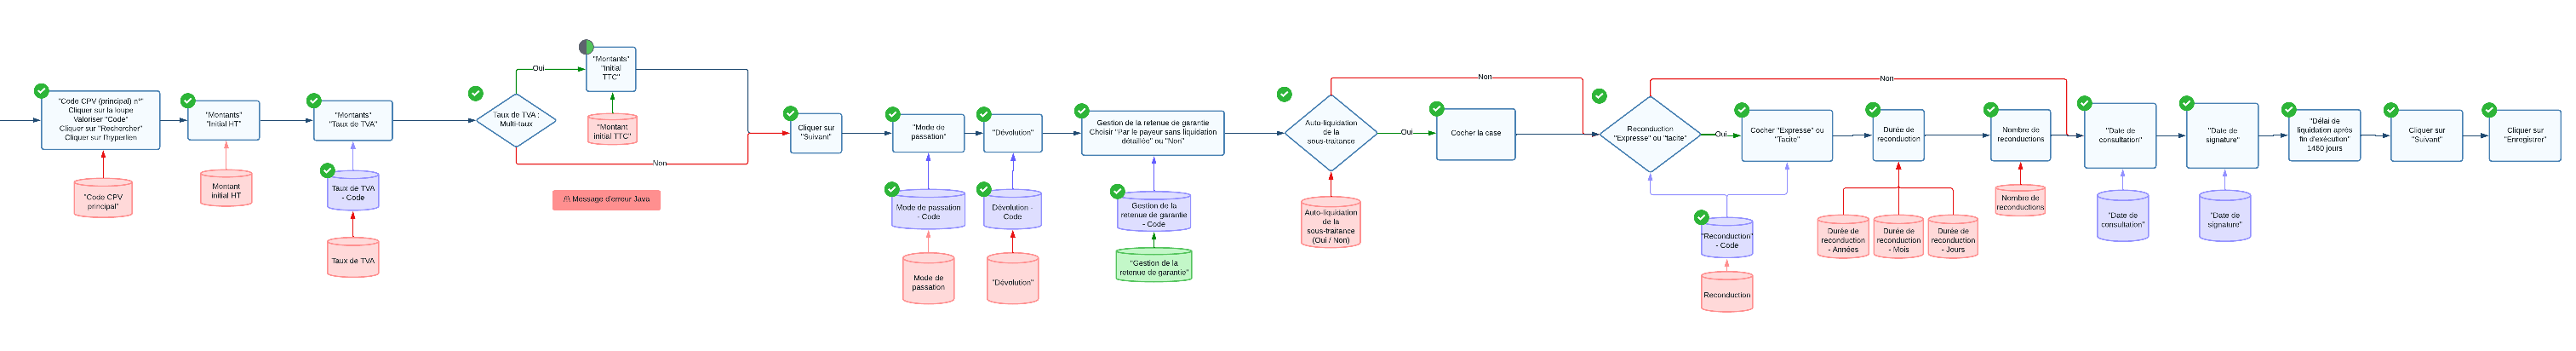 "Code CPV (principal) n°"
Cliquer sur la loupe
Valoriser "Code"
Cliquer sur "Rechercher"
Cliquer sur l'hyperlien
"Code CPV
principal"
"Montants"
"Initial HT"
Montant
initial HT
"Montants"
"Taux de TVA"
Taux de TVA
- Code
Taux de TVA
Taux de TVA :
Multi-taux
Oui
Non
"Montants"
"Initial
TTC"
"Montant
initial TTC"
⚠ Message d'erreur Java
Cliquer sur
"Suivant"
"Mode de
passation"
Mode de passation
- Code
Mode de
passation
"Dévolution"
Dévolution -
Code
"Dévolution"
Gestion de la retenue de garantie
Choisir "Par le payeur sans liquidation
détaillée" ou "Non"
Gestion de la
retenue de garantie
- Code
"Gestion de la
retenue de garantie"
Auto-liquidation
de la
sous-traitance
Non
Oui
Auto-liquidation
de la
sous-traitance
(Oui / Non)
Cocher la case
Reconduction
"Expresse" ou "tacite"
Non
Oui
Cocher "Expresse" ou
"Tacite"
"Reconduction"
- Code
Reconduction
Durée de
reconduction
Durée de
reconduction
- Années
Durée de
reconduction
- Mois
Durée de
reconduction
- Jours
Nombre de
reconductions
Nombre de
reconductions
"Date de
consultation"
"Date de
consultation"
"Date de
signature"
"Date de
signature"
"Délai de
liquidation après
fin d'exécution"
1460 jours
Cliquer sur
"Suivant"
Cliquer sur
"Enregistrer"